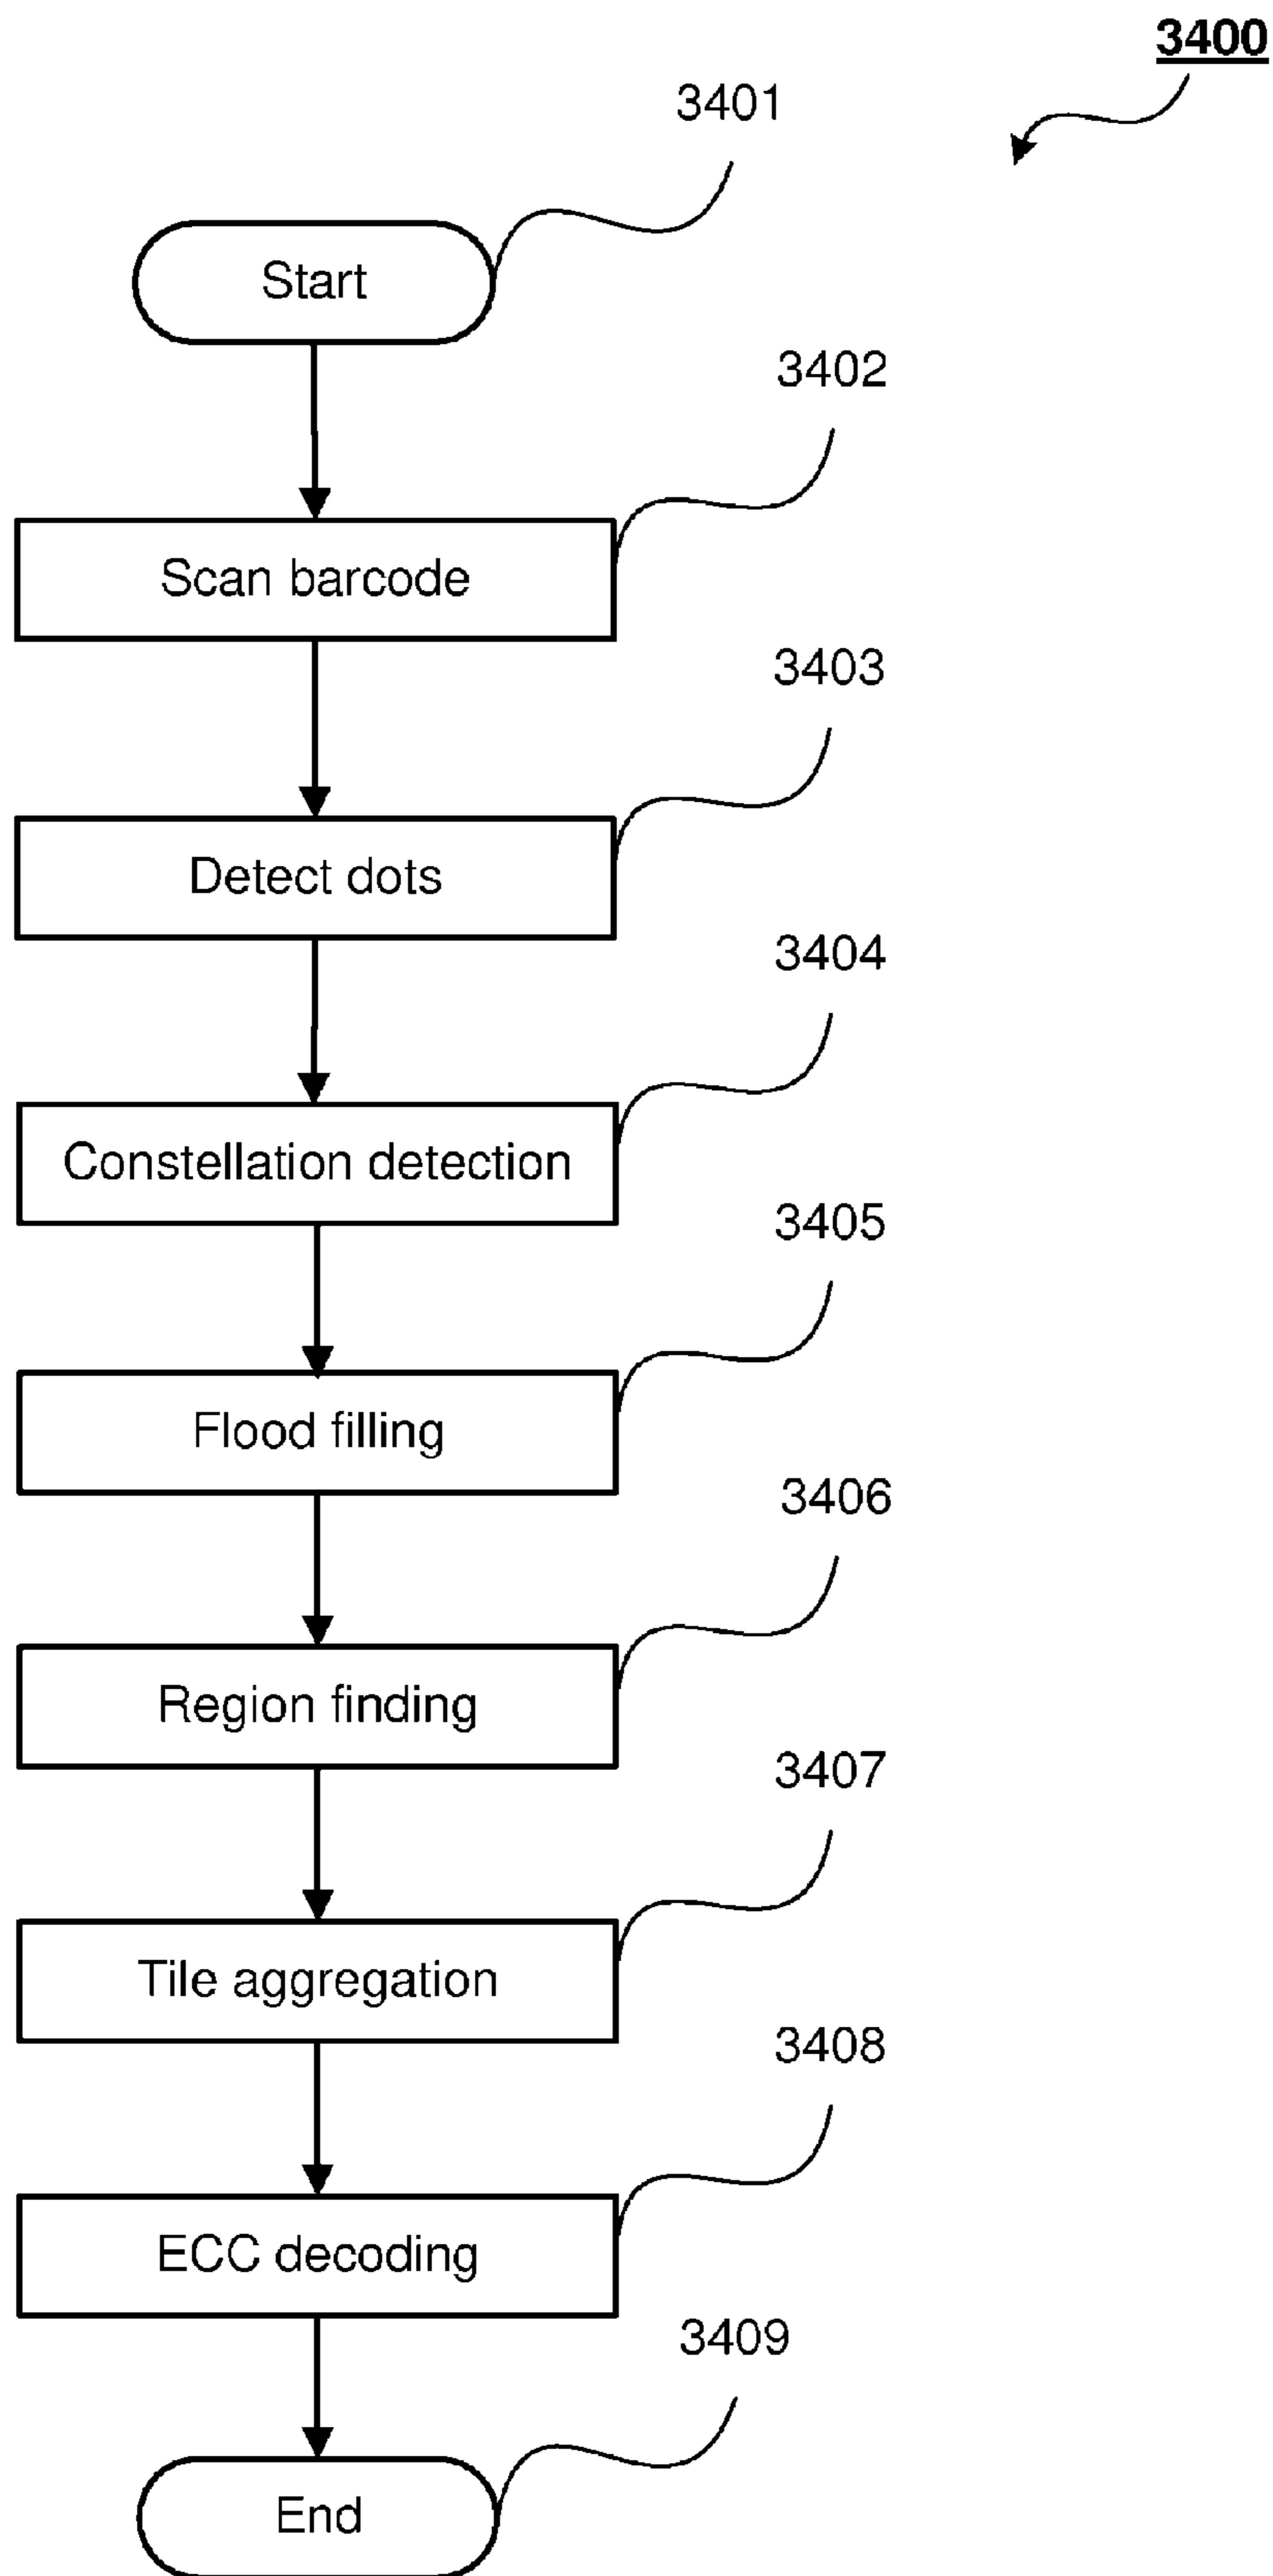 3400
3401
Start
3402
Scan barcode
3403
Detect dots
3404
Constellation detection
3405
Flood filling
3406
Region finding
3407
Tile aggregation
3408
ECC decoding
3409
End